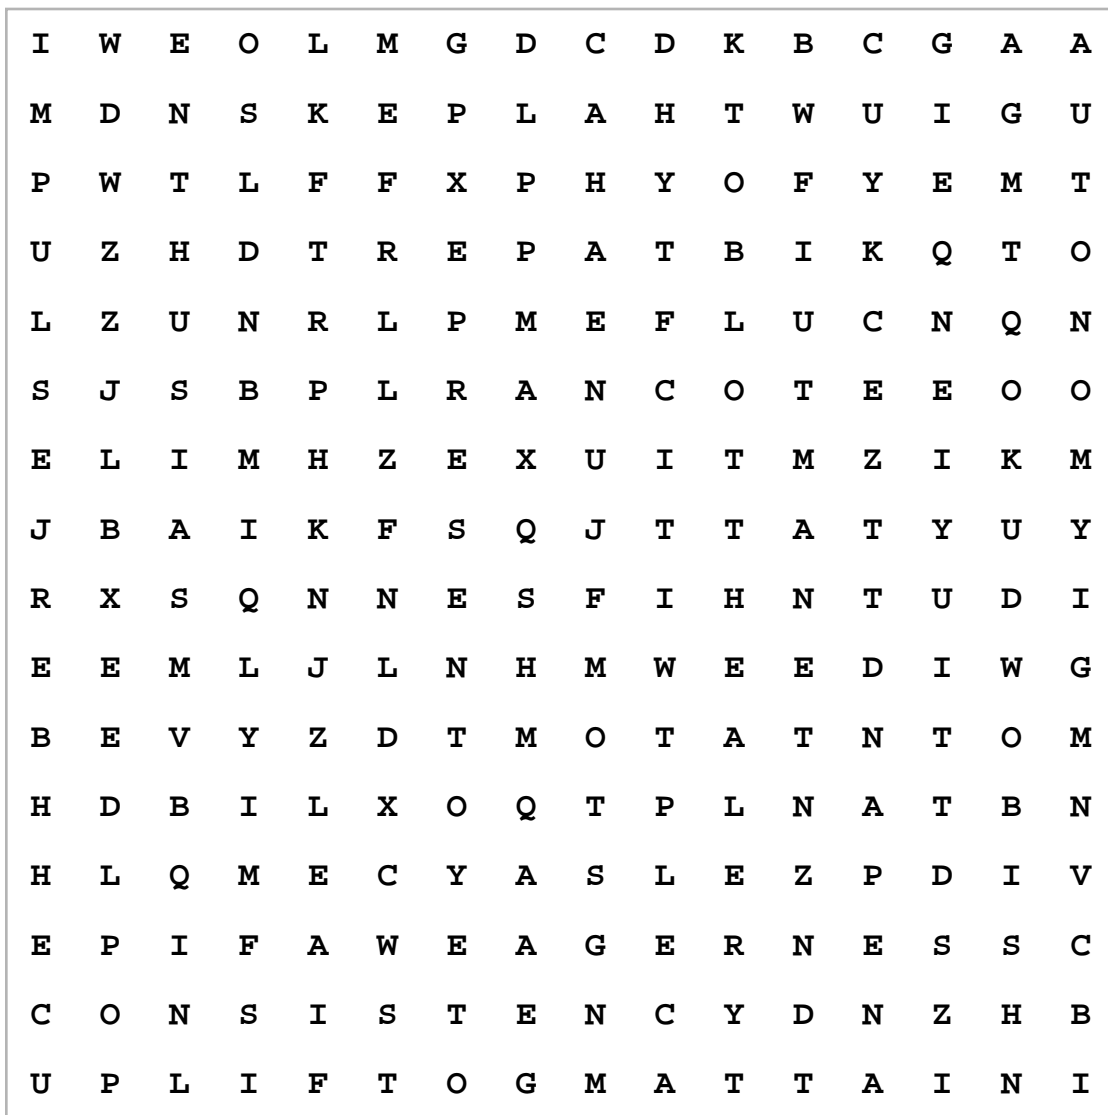 I W E O L M G D C D K B C G A A
M D N S K E P L A H T W U I G U
P W T L F F X P H Y O F Y E M T
U Z H D T R E P A T B I K Q T O
L Z U N R L P M E F L U C N Q N
S J S B P L R A N C O T E E O O
E L I M H Z E X U I T M Z I K M
J B A I K F S Q J T T A T Y U Y
R X S Q N N E S F I H N T U D I
E E M L J L N H M W E E D I W G
B E V Y Z D T M O T A T N T O M
H D B I L X O Q T P L N A T B N
H L Q M E C Y A S L E Z P D I V
E P I F A W E A G E R N E S S C
C O N S I S T E N C Y D N Z H B
U P L I F T O G M A T T A I N I